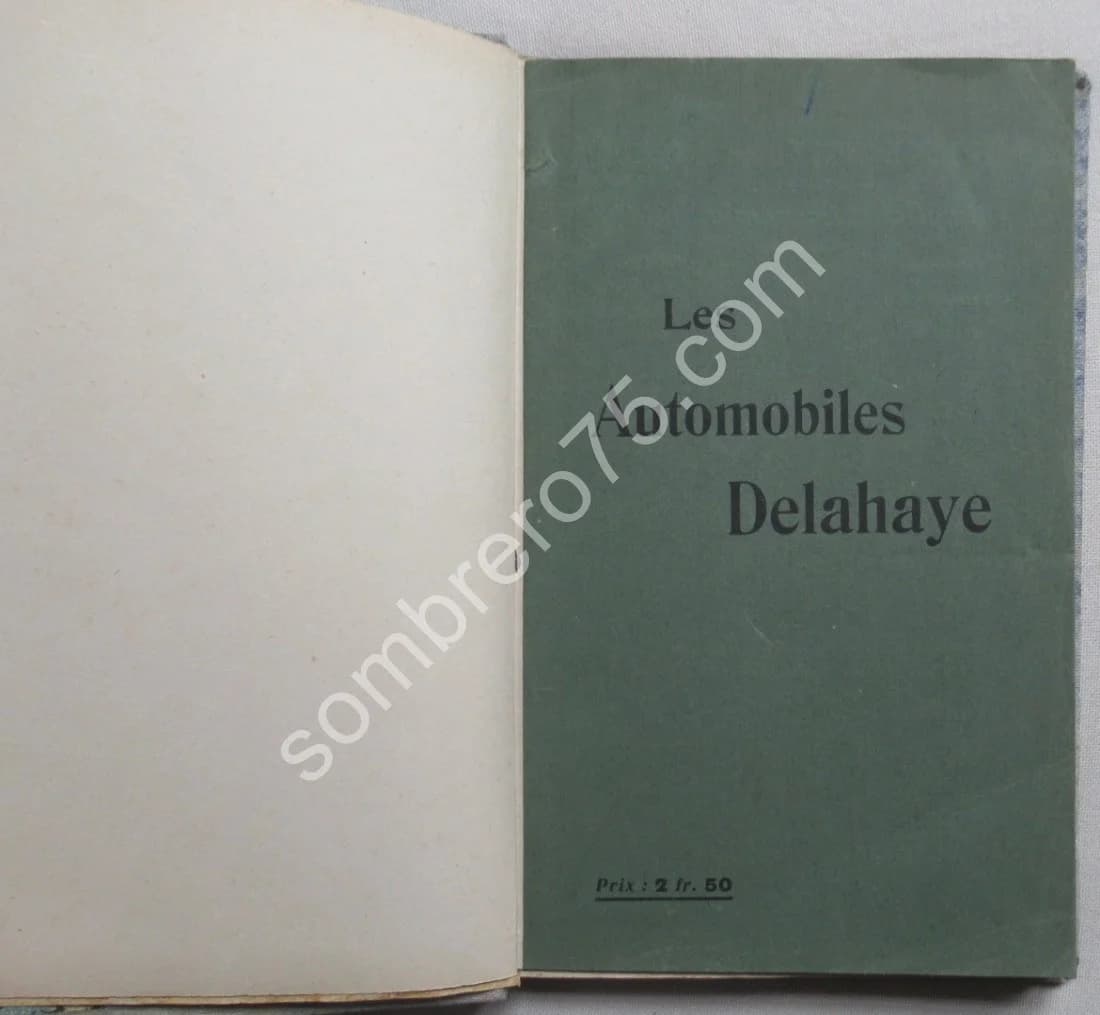 Les
Automobiles
Delahaye
Prix : 2 fr. 50
sombrero75.com